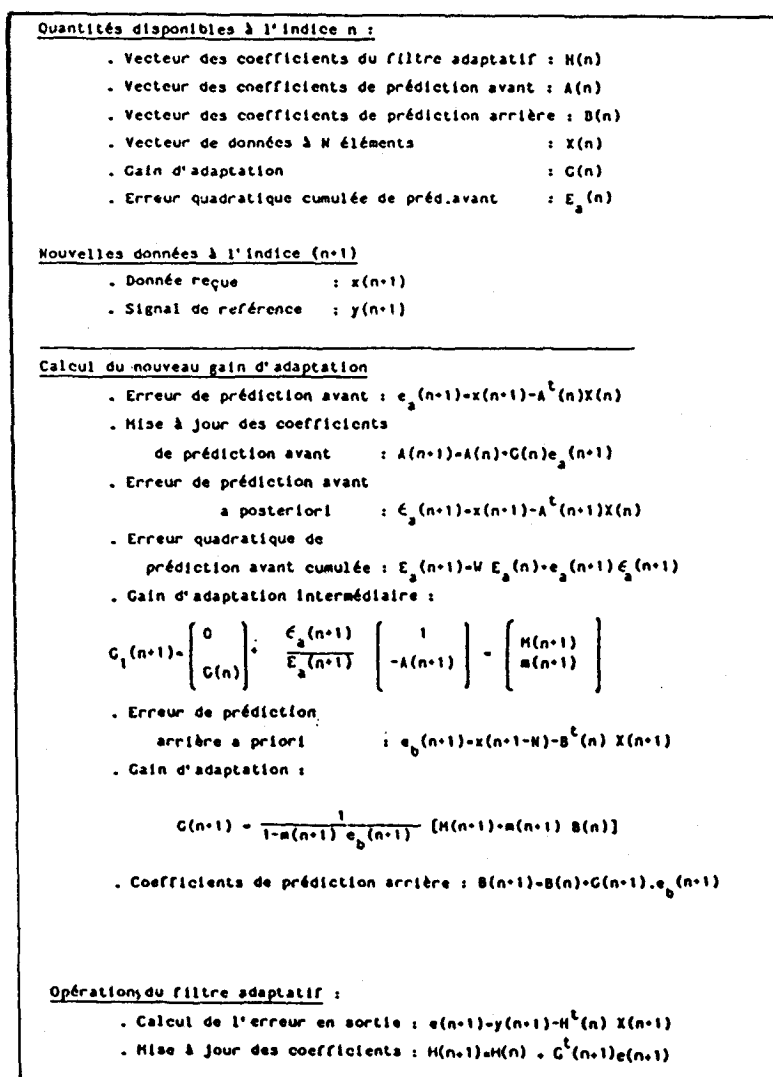 Quantités disponibles à l'indice n :
. Vecteur des coefficients du filtre adaptatif : H(n)
. Vecteur des coefficients de prédiction avant : A(n)
. Vecteur des coefficients de prédiction arrière : B(n)
. Vecteur de données à N éléments : X(n)
. Gain d'adaptation : G(n)
. Erreur quadratique cumulée de préd.avant : E_a(n)
Nouvelles données à l'indice (n+1)
. Donnée reçue : x(n+1)
. Signal de reférence : y(n+1)
Calcul du nouveau gain d'adaptation
. Erreur de prédiction avant : e_a(n+1)=x(n+1)-A^t(n)X(n)
. Mise à jour des coefficients
de prédiction avant : A(n+1)=A(n)+G(n)e_a(n+1)
. Erreur de prédiction avant
a posteriori : ϵ_a(n+1)=x(n+1)-A^t(n+1)X(n)
. Erreur quadratique de
prédiction avant cumulée : E_a(n+1)=W E_a(n)+e_a(n+1)ϵ_a(n+1)
. Gain d'adaptation intermédiaire :
G_1(n+1)=[0 G(n)]+ ϵ_a(n+1)/E_a(n+1) [1 -A(n+1)] = [M(n+1) m(n+1)]
. Erreur de prédiction
arrière a priori : e_b(n+1)=x(n+1-N)-B^t(n) X(n+1)
. Gain d'adaptation :
G(n+1) = 1/(1-m(n+1) e_b(n+1)) [M(n+1)+m(n+1) B(n)]
. Coefficients de prédiction arrière : B(n+1)=B(n)+G(n+1).e_b(n+1)
Opérations du filtre adaptatif :
. Calcul de l'erreur en sortie : e(n+1)=y(n+1)-H^t(n) X(n+1)
. Mise à jour des coefficients : H(n+1)=H(n) + G^t(n+1)e(n+1)